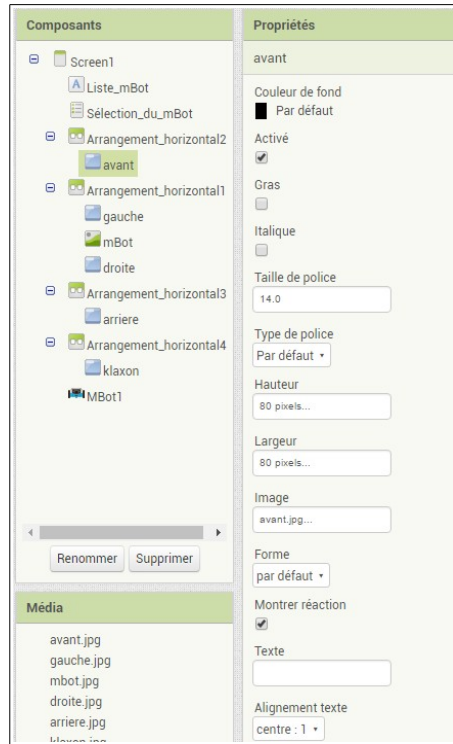 Composants
Screen1
Liste_mBot
Sélection_du_mBot
Arrangement_horizontal2
avant
Arrangement_horizontal1
gauche
mBot
droite
Arrangement_horizontal3
arriere
Arrangement_horizontal4
klaxon
MBot1
Renommer
Supprimer
Média
avant.jpg
gauche.jpg
mbot.jpg
droite.jpg
arriere.jpg
klaxon.jpg
Propriétés
avant
Couleur de fond
Par défaut
Activé
Gras
Italique
Taille de police
14.0
Type de police
Par défaut
Hauteur
80 pixels...
Largeur
80 pixels...
Image
avant.jpg...
Forme
par défaut
Montrer réaction
Texte
Alignement texte
centre : 1